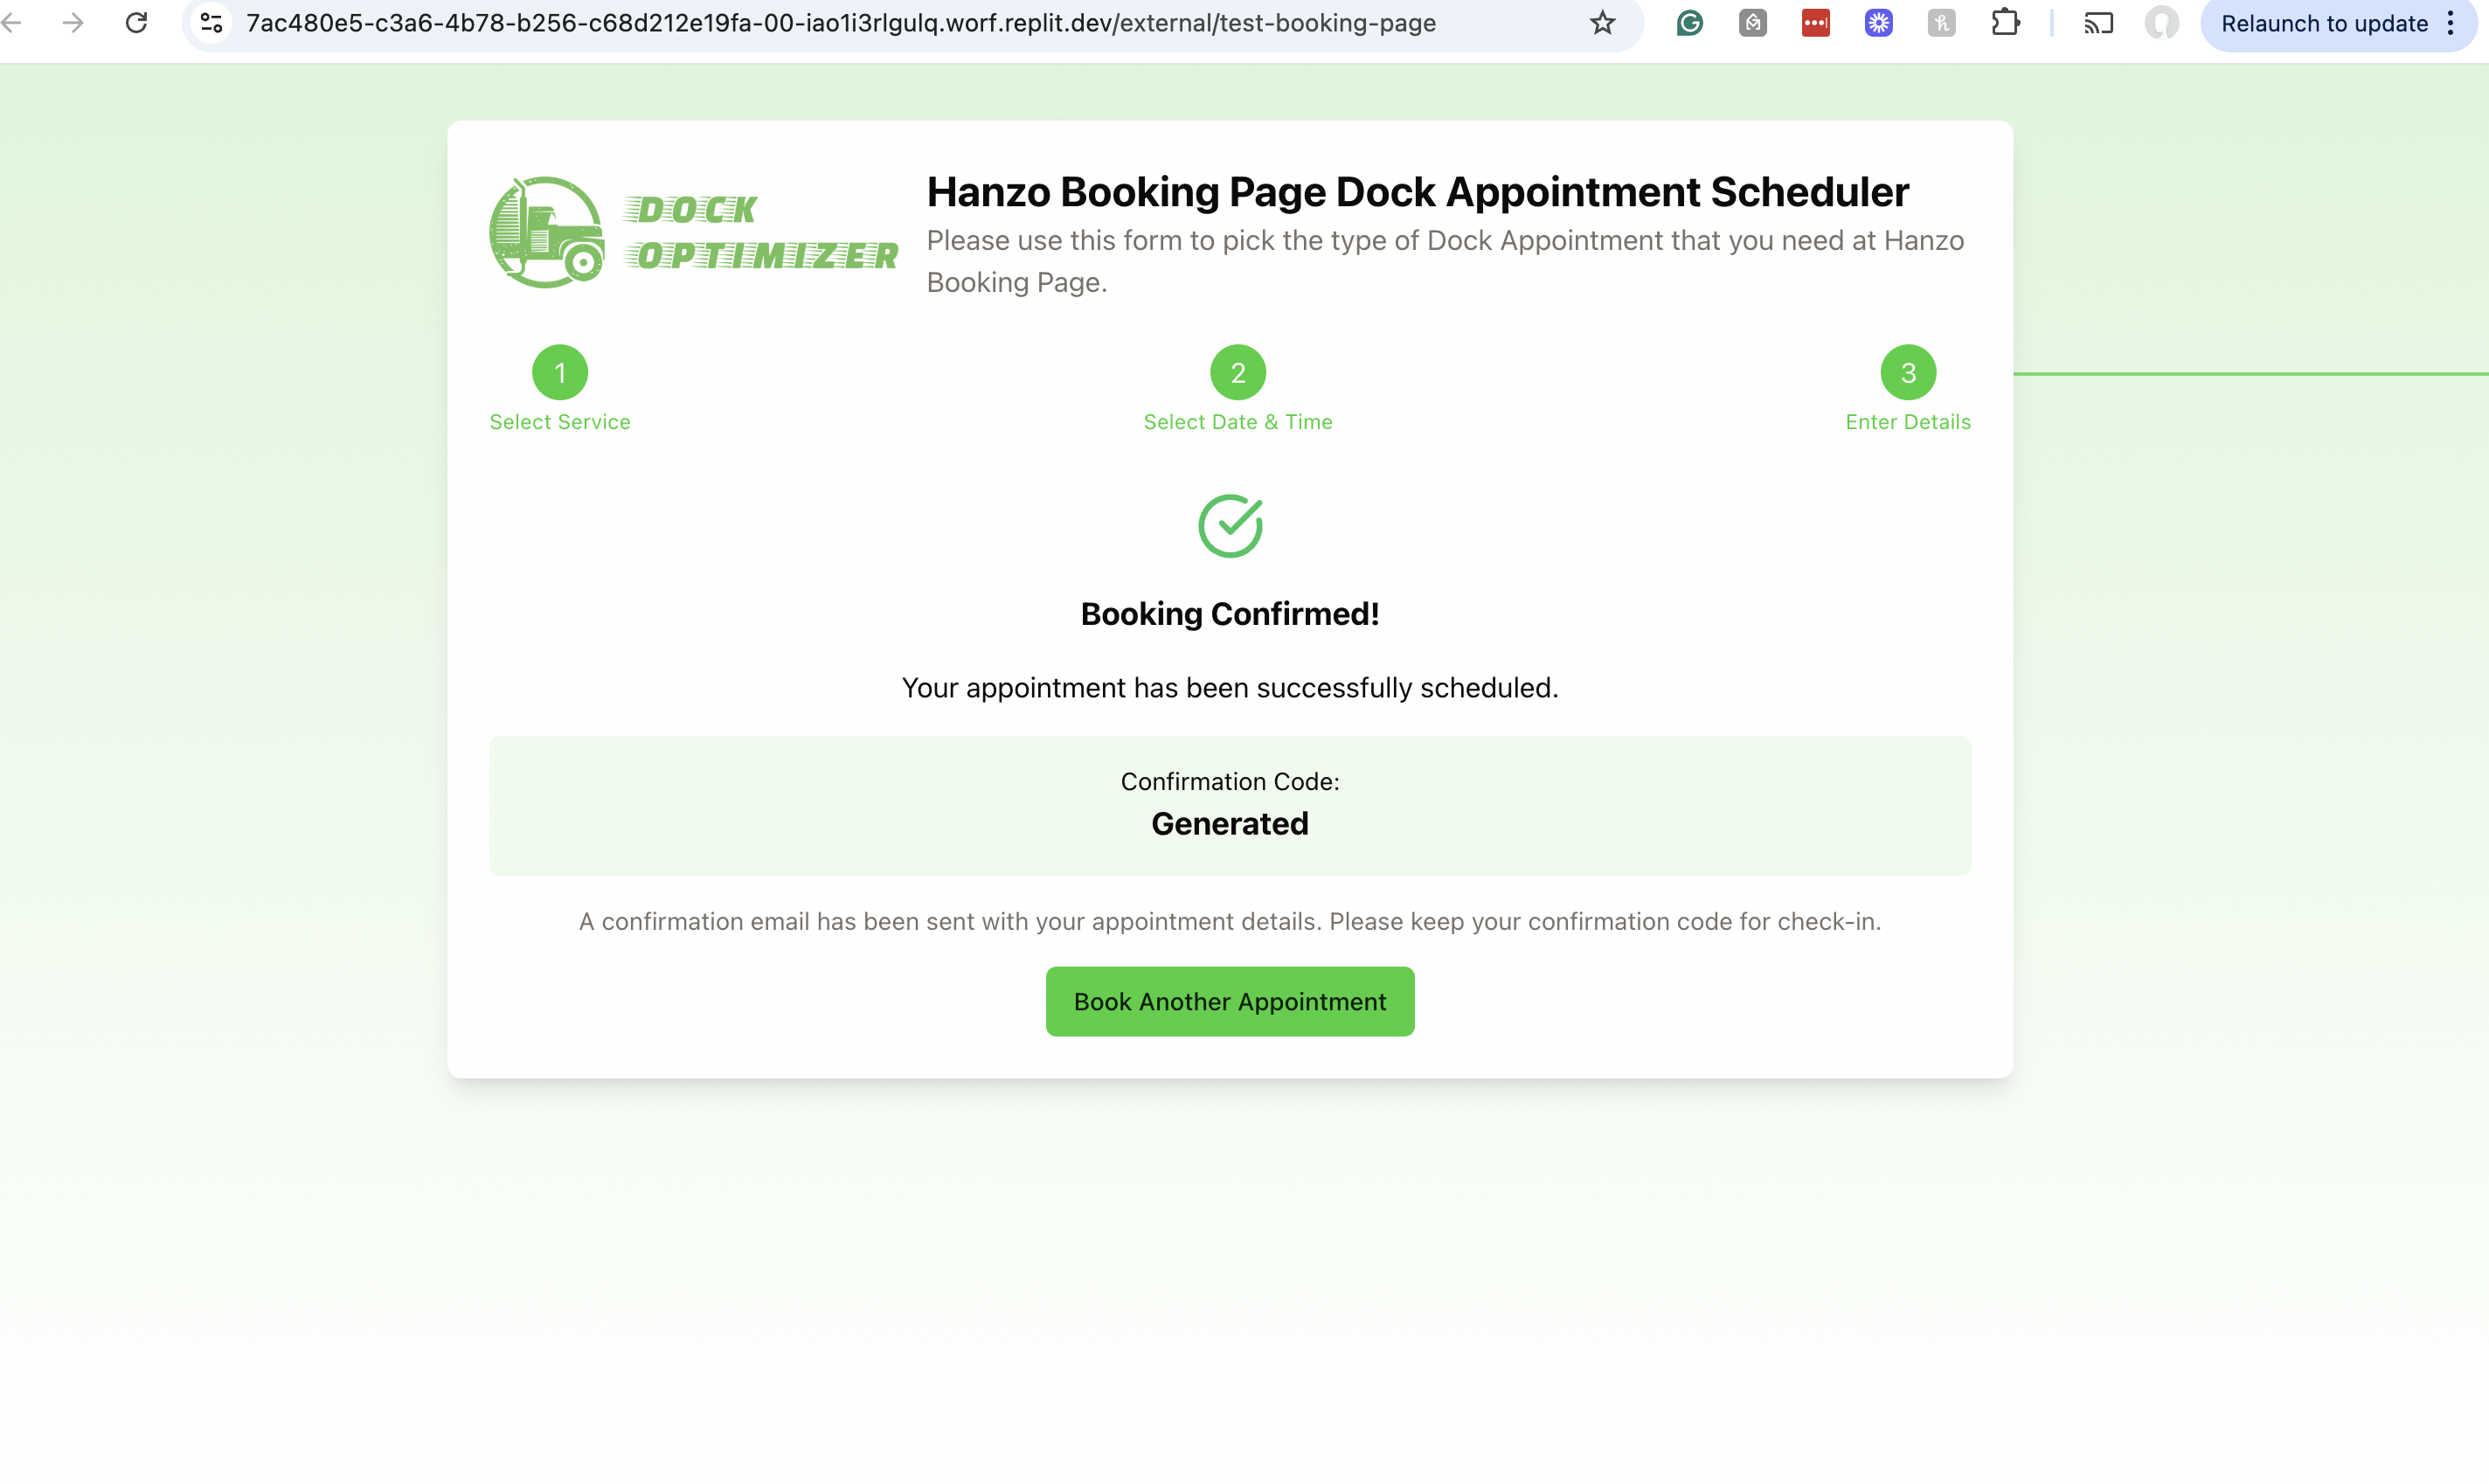 7ac480e5-c3a6-4b78-b256-c68d212e19fa-00-iao1i3rlgulq.worf.replit.dev/external/test-booking-page
Relaunch to update
DOCK
OPTIMIZER
Hanzo Booking Page Dock Appointment Scheduler
Please use this form to pick the type of Dock Appointment that you need at Hanzo
Booking Page.
1
Select Service
2
Select Date & Time
3
Enter Details
Booking Confirmed!
Your appointment has been successfully scheduled.
Confirmation Code:
Generated
A confirmation email has been sent with your appointment details. Please keep your confirmation code for check-in.
Book Another Appointment